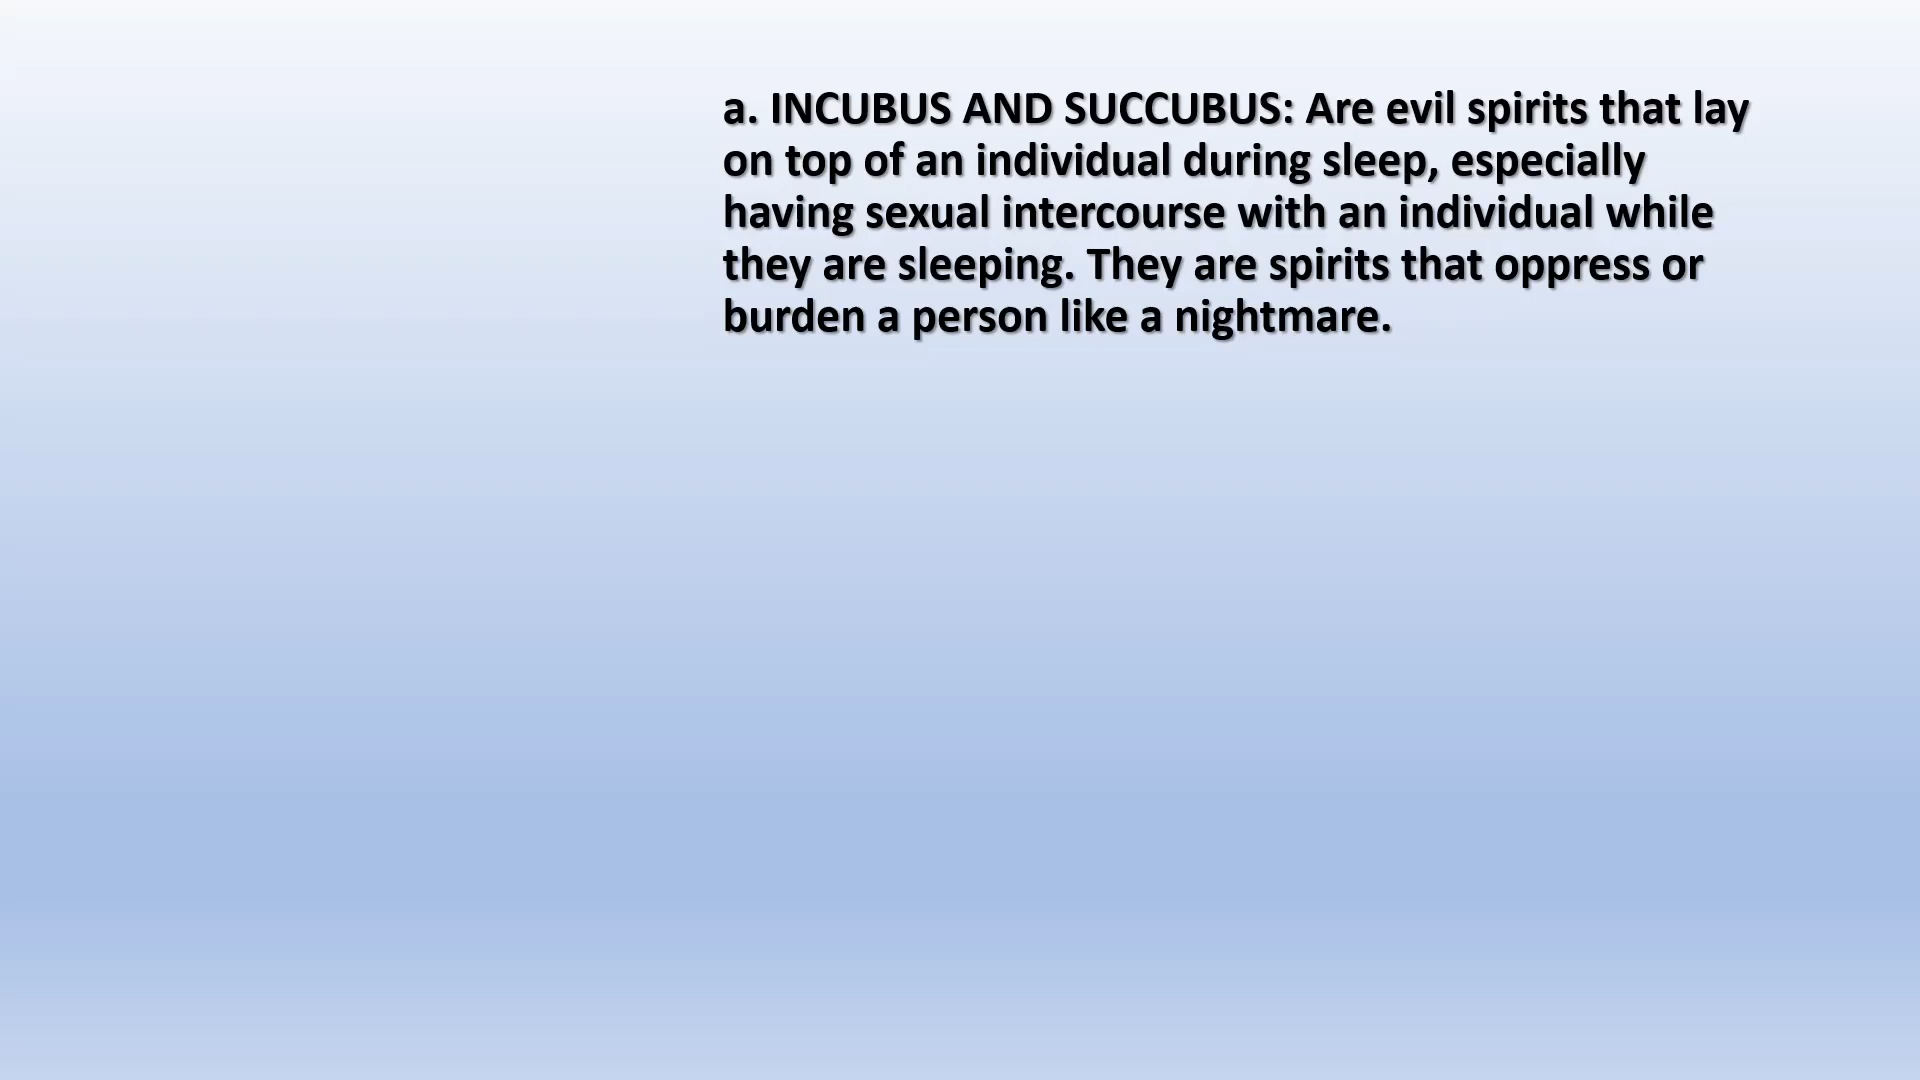 a. INCUBUS AND SUCCUBUS: Are evil spirits that lay
on top of an individual during sleep, especially
having sexual intercourse with an individual while
they are sleeping. They are spirits that oppress or
burden a person like a nightmare.